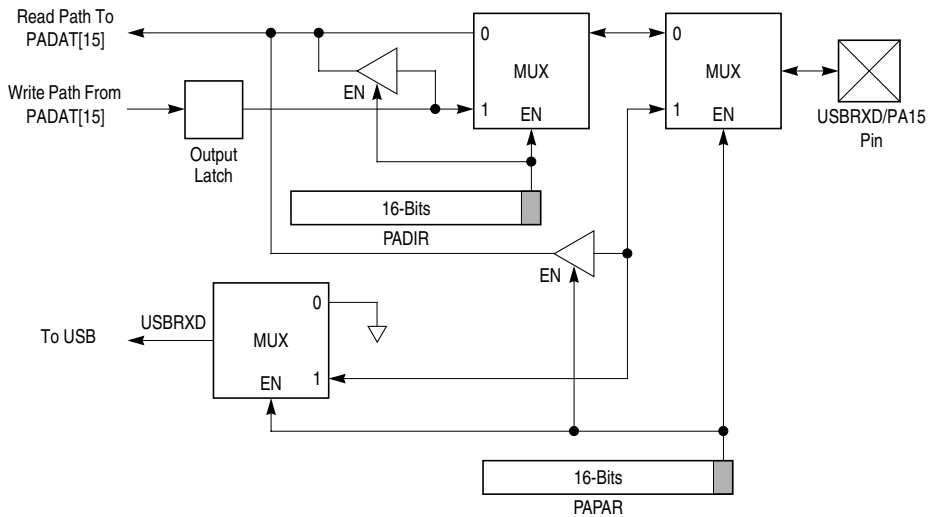 Read Path To
PADAT[15]
0
MUX
1
EN
0
MUX
1
EN
EN
Write Path From
PADAT[15]
Output
Latch
USBRXD/PA15
Pin
16-Bits
PADIR
EN
To USB
USBRXD
0
MUX
EN
1
16-Bits
PAPAR